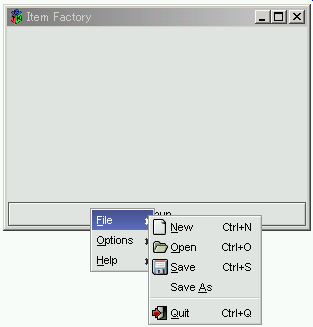 Item Factory
File
Options
Help
New Ctrl+N
Open Ctrl+O
Save Ctrl+S
Save As
Quit Ctrl+Q